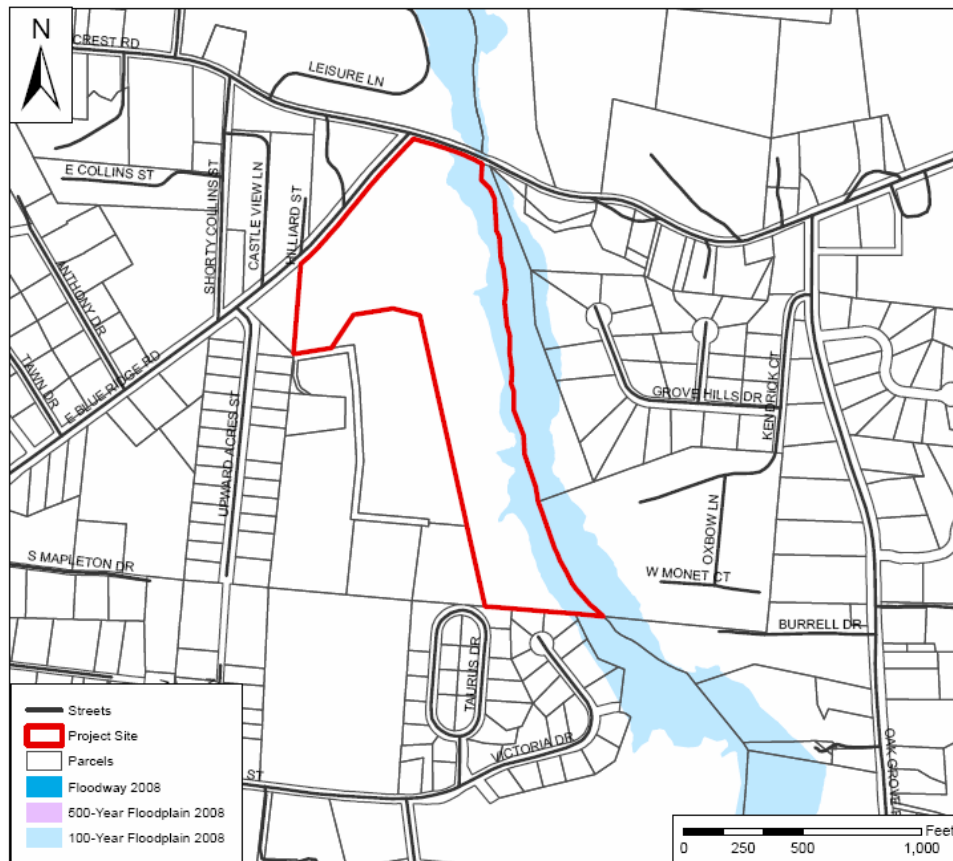 N
CREST RD
LEISURE LN
E COLLINS ST
SHORTY COLLINS ST
CASTLE VIEW LN
HILLIARD ST
ANTHONY DR
TAWN DR
E BLUE RIDGE RD
UPWARD ACRES ST
GROVE HILLS DR
KENDRICK CT
OXBOW LN
S MAPLETON DR
W MONET CT
BURRELL DR
TAURUS DR
VICTORIA DR
OAK GROVE
ST
Streets
Project Site
Parcels
Floodway 2008
500-Year Floodplain 2008
100-Year Floodplain 2008
Feet
0 250 500 1,000